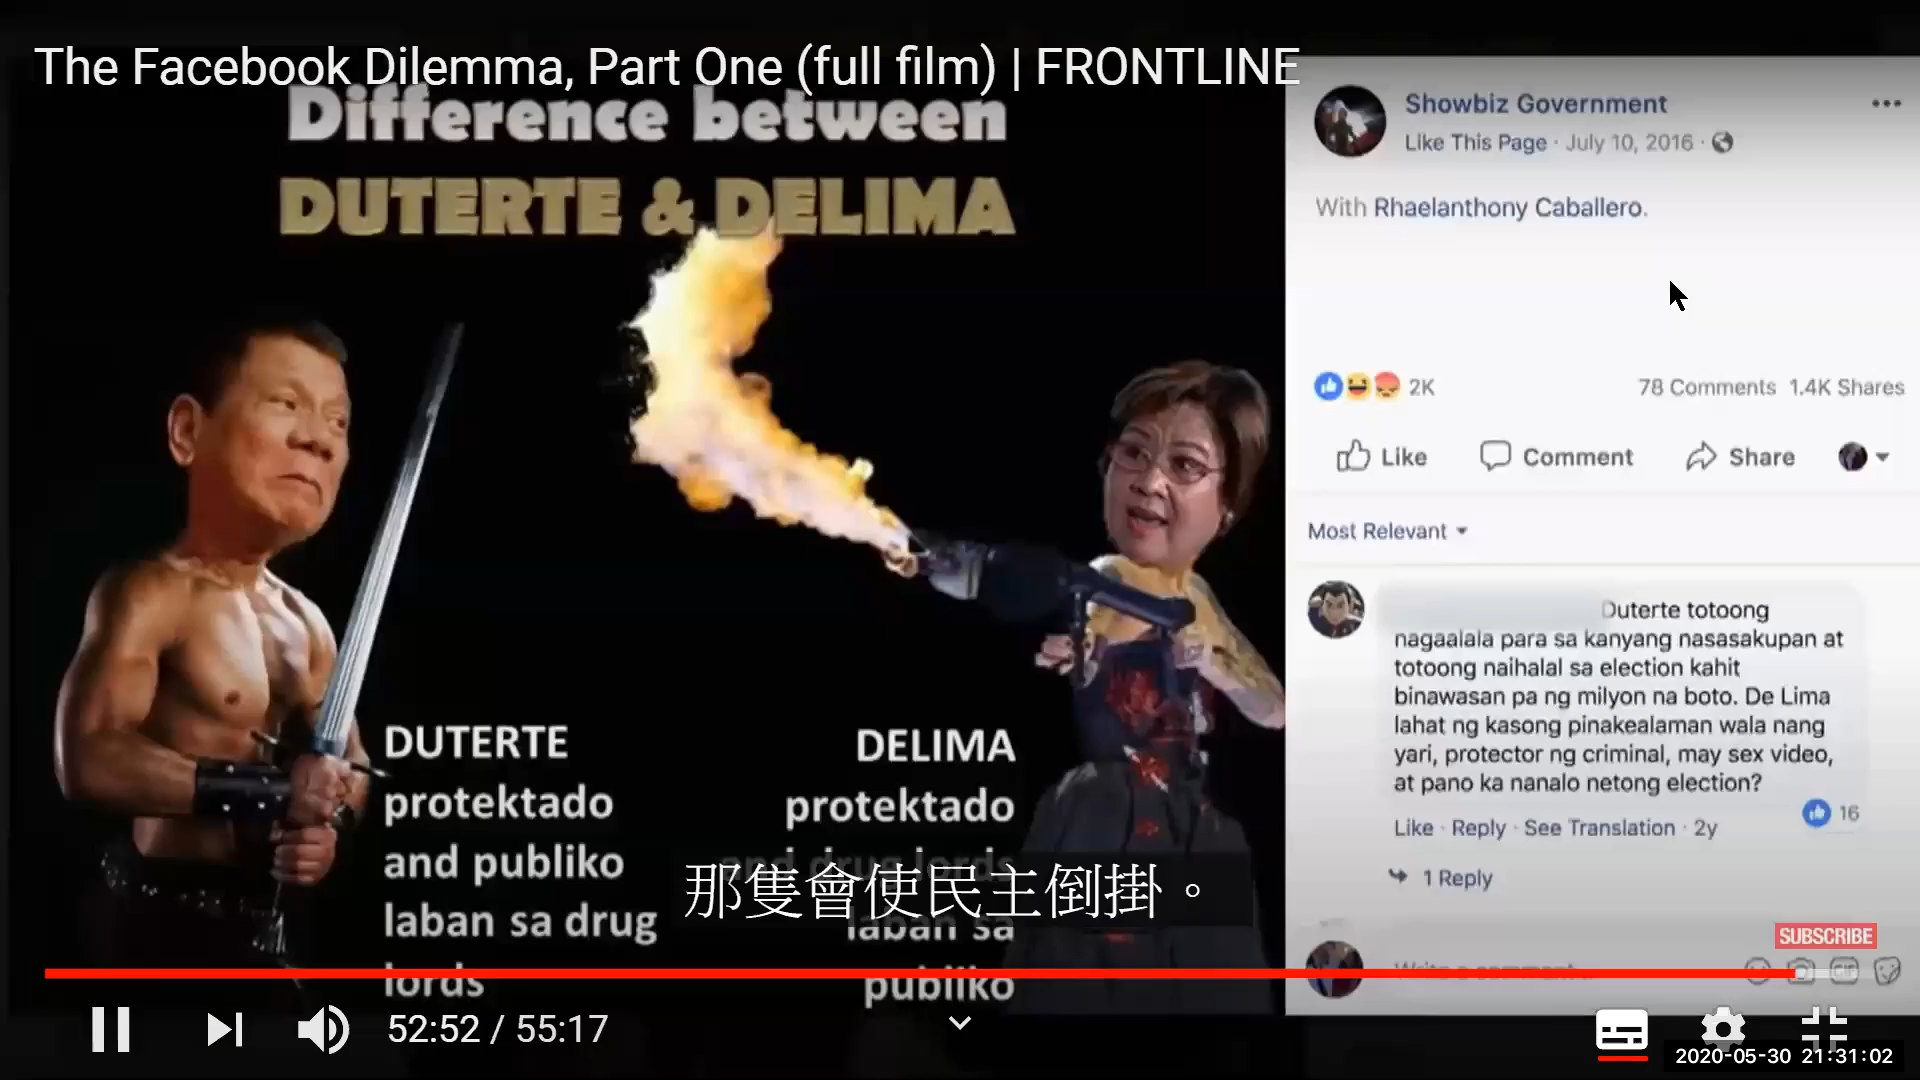 The Facebook Dilemma, Part One (full film) | FRONTLINE
Difference between
DUTERTE & DELIMA
DUTERTE
protektado
and publiko
laban sa drug
lords
DELIMA
protektado
and drug lords
laban sa
publiko
那隻會使民主倒掛。
Showbiz Government
Like This Page · July 10, 2016 ·
With Rhaelanthony Caballero.
2K
78 Comments 1.4K Shares
Like Comment Share
Most Relevant
Duterte totoong
nagaalala para sa kanyang nasasakupan at
totoong naihalal sa election kahit
binawasan pa ng milyon na boto. De Lima
lahat ng kasong pinakealaman wala nang
yari, protector ng criminal, may sex video,
at pano ka nanalo netong election?
16
Like · Reply · See Translation · 2y
1 Reply
SUBSCRIBE
Write a comment...
GIF
52:52 / 55:17
2020-05-30 21:31:02